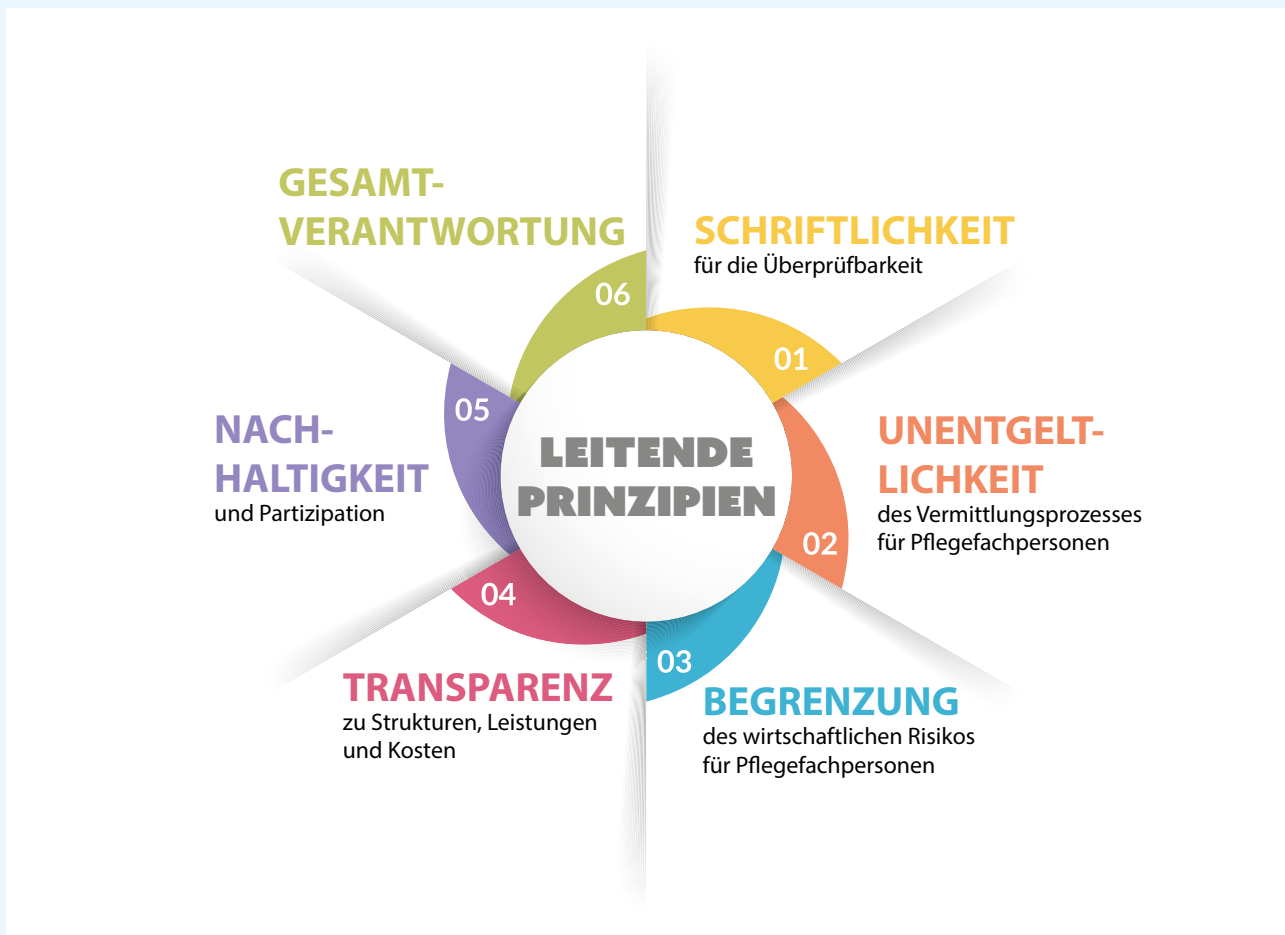 LEITENDE
PRINZIPIEN
01
SCHRIFTLICHKEIT
für die Überprüfbarkeit
02
UNENTGELT-
LICHKEIT
des Vermittlungsprozesses
für Pflegefachpersonen
03
BEGRENZUNG
des wirtschaftlichen Risikos
für Pflegefachpersonen
04
TRANSPARENZ
zu Strukturen, Leistungen
und Kosten
05
NACH-
HALTIGKEIT
und Partizipation
06
GESAMT-
VERANTWORTUNG